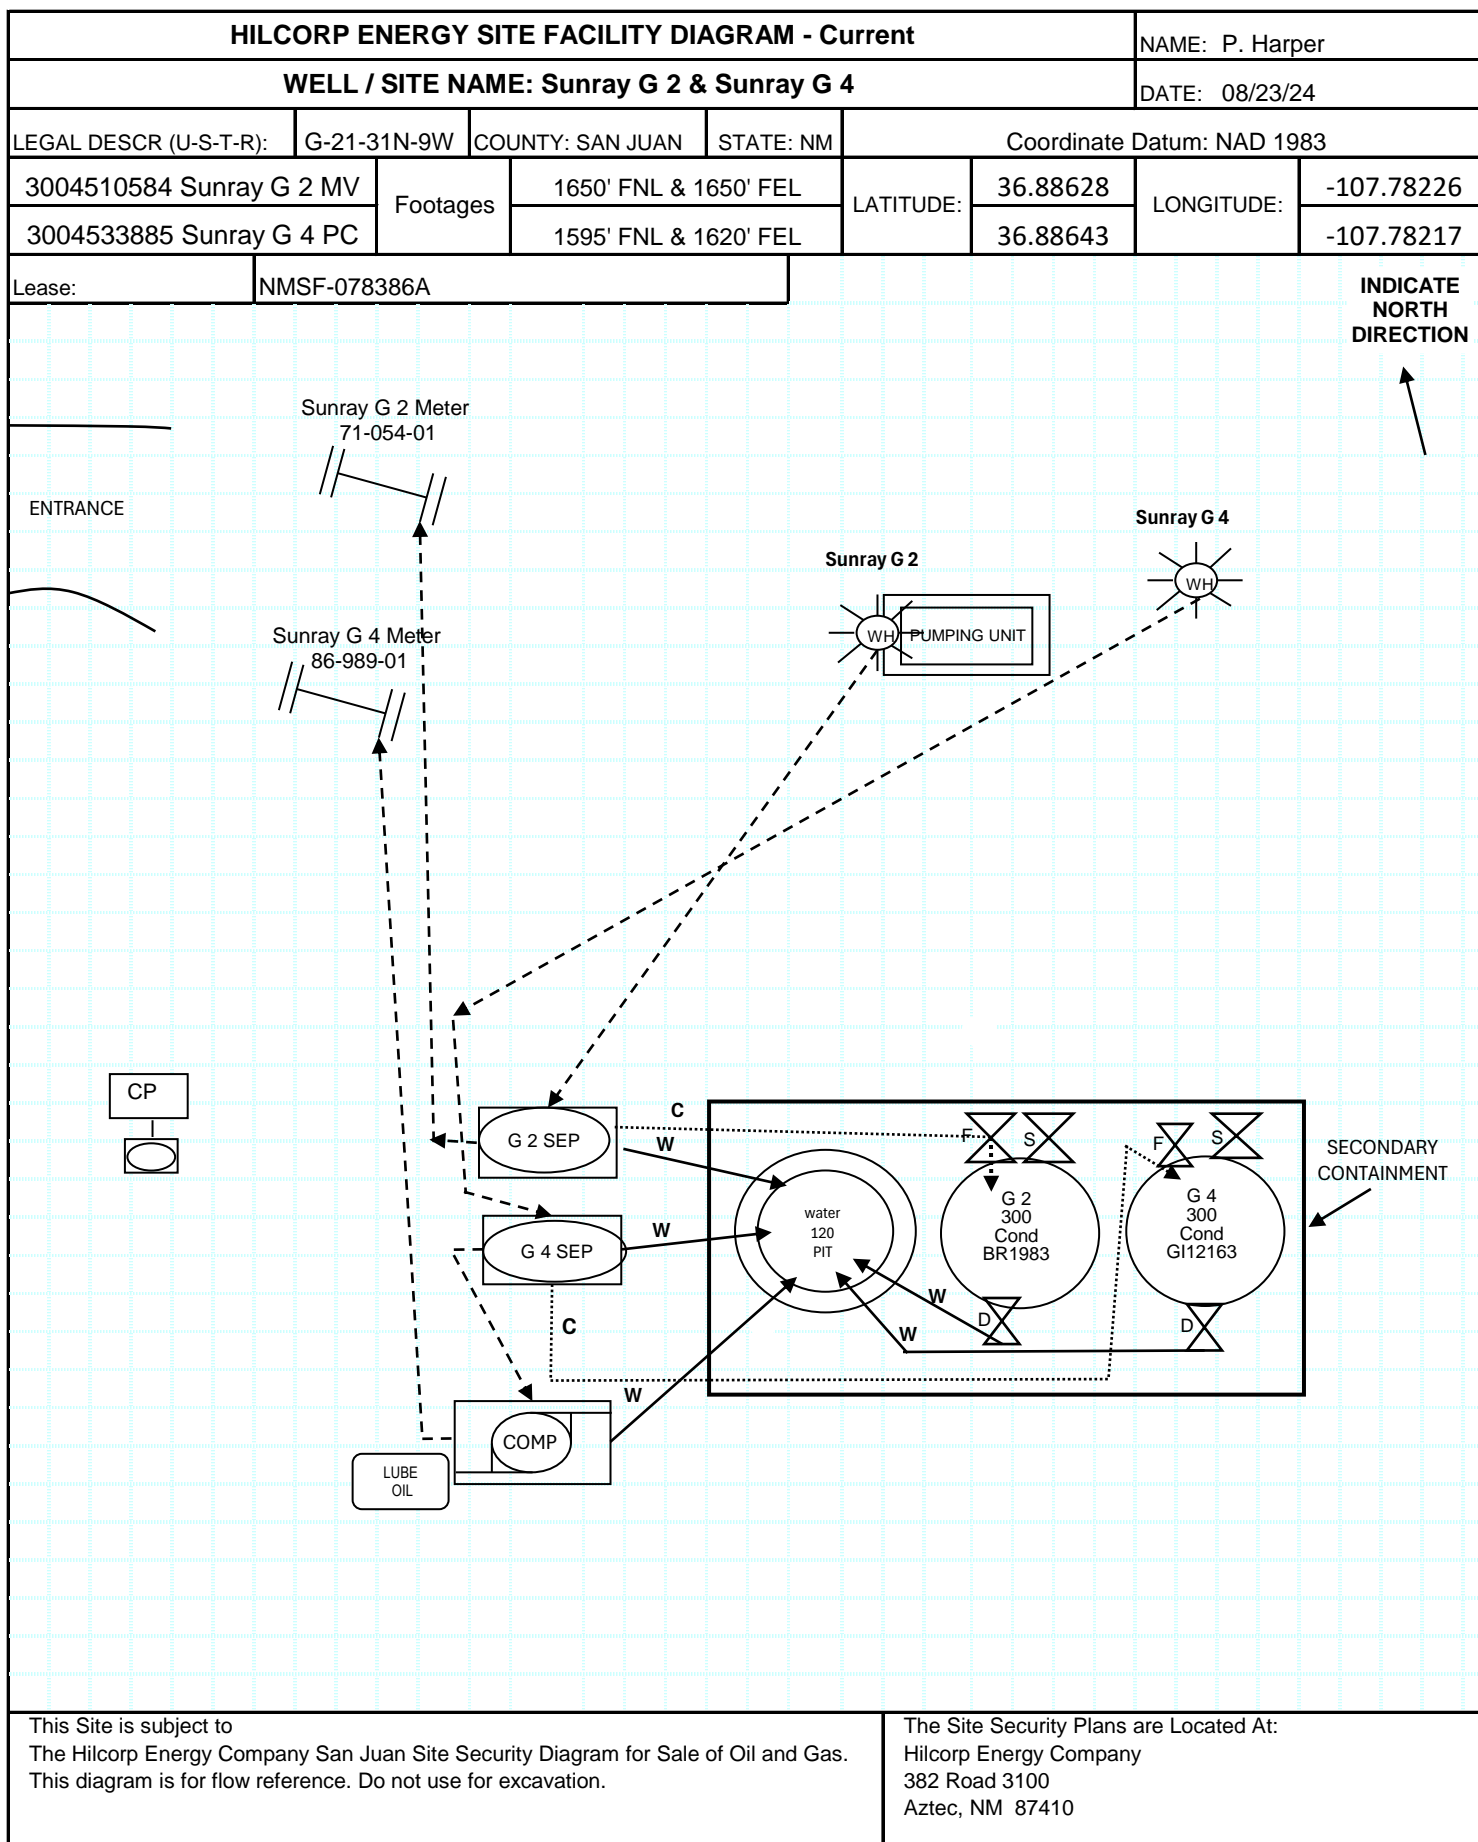 HILCORP ENERGY SITE FACILITY DIAGRAM - Current
NAME: P. Harper
WELL / SITE NAME: Sunray G 2 & Sunray G 4
DATE: 08/23/24
LEGAL DESCR (U-S-T-R): G-21-31N-9W COUNTY: SAN JUAN STATE: NM Coordinate Datum: NAD 1983
3004510584 Sunray G 2 MV
Footages
1650' FNL & 1650' FEL
LATITUDE:
36.88628
LONGITUDE:
-107.78226
3004533885 Sunray G 4 PC
1595' FNL & 1620' FEL
36.88643
-107.78217
Lease: NMSF-078386A
INDICATE
NORTH
DIRECTION
Sunray G 2 Meter
71-054-01
ENTRANCE
Sunray G 4
WH
Sunray G 2
WH
PUMPING UNIT
Sunray G 4 Meter
86-989-01
CP
G 2 SEP
C
W
G 4 SEP
W
C
W
COMP
LUBE
OIL
water
120
PIT
F
S
G 2
300
Cond
BR1983
D
W
F
S
G 4
300
Cond
GI12163
D
W
SECONDARY
CONTAINMENT
This Site is subject to
The Hilcorp Energy Company San Juan Site Security Diagram for Sale of Oil and Gas.
This diagram is for flow reference. Do not use for excavation.
The Site Security Plans are Located At:
Hilcorp Energy Company
382 Road 3100
Aztec, NM 87410